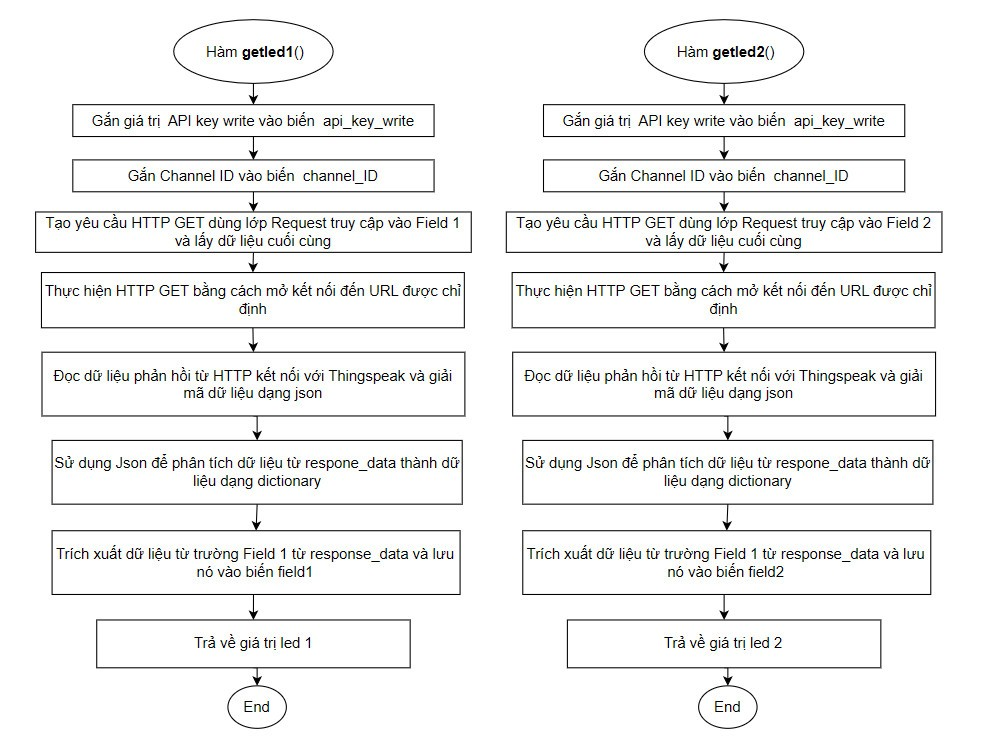 Hàm getled1()
Gắn giá trị API key write vào biến api_key_write
Gắn Channel ID vào biến channel_ID
Tạo yêu cầu HTTP GET dùng lớp Request truy cập vào Field 1
và lấy dữ liệu cuối cùng
Thực hiện HTTP GET bằng cách mở kết nối đến URL được chỉ
định
Đọc dữ liệu phản hồi từ HTTP kết nối với Thingspeak và giải
mã dữ liệu dạng json
Sử dụng Json để phân tích dữ liệu từ respone_data thành dữ
liệu dạng dictionary
Trích xuất dữ liệu từ trường Field 1 từ response_data và lưu
nó vào biến field1
Trả về giá trị led 1
End
Hàm getled2()
Gắn giá trị API key write vào biến api_key_write
Gắn Channel ID vào biến channel_ID
Tạo yêu cầu HTTP GET dùng lớp Request truy cập vào Field 2
và lấy dữ liệu cuối cùng
Thực hiện HTTP GET bằng cách mở kết nối đến URL được chỉ
định
Đọc dữ liệu phản hồi từ HTTP kết nối với Thingspeak và giải
mã dữ liệu dạng json
Sử dụng Json để phân tích dữ liệu từ respone_data thành dữ
liệu dạng dictionary
Trích xuất dữ liệu từ trường Field 1 từ response_data và lưu
nó vào biến field2
Trả về giá trị led 2
End